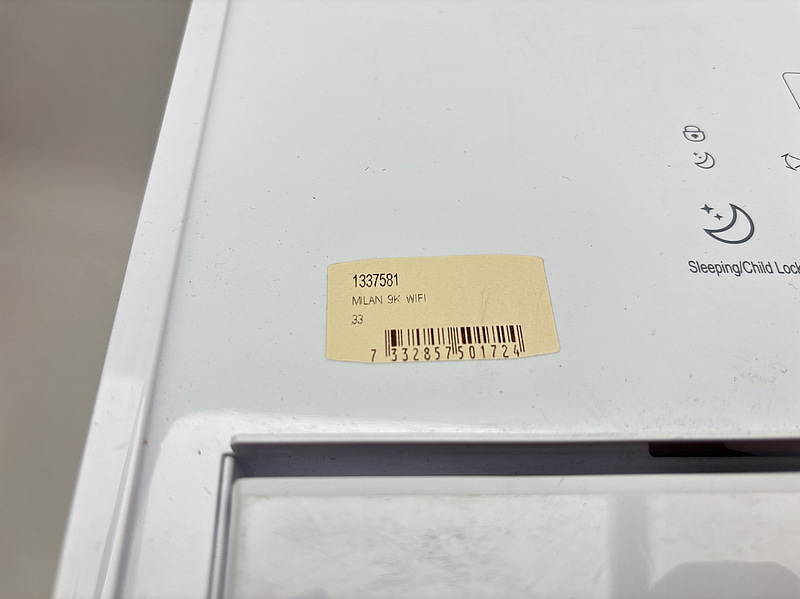 Sleeping/Child Lock
1337581
MILAN 9K WIFI
33
7 332857 501724